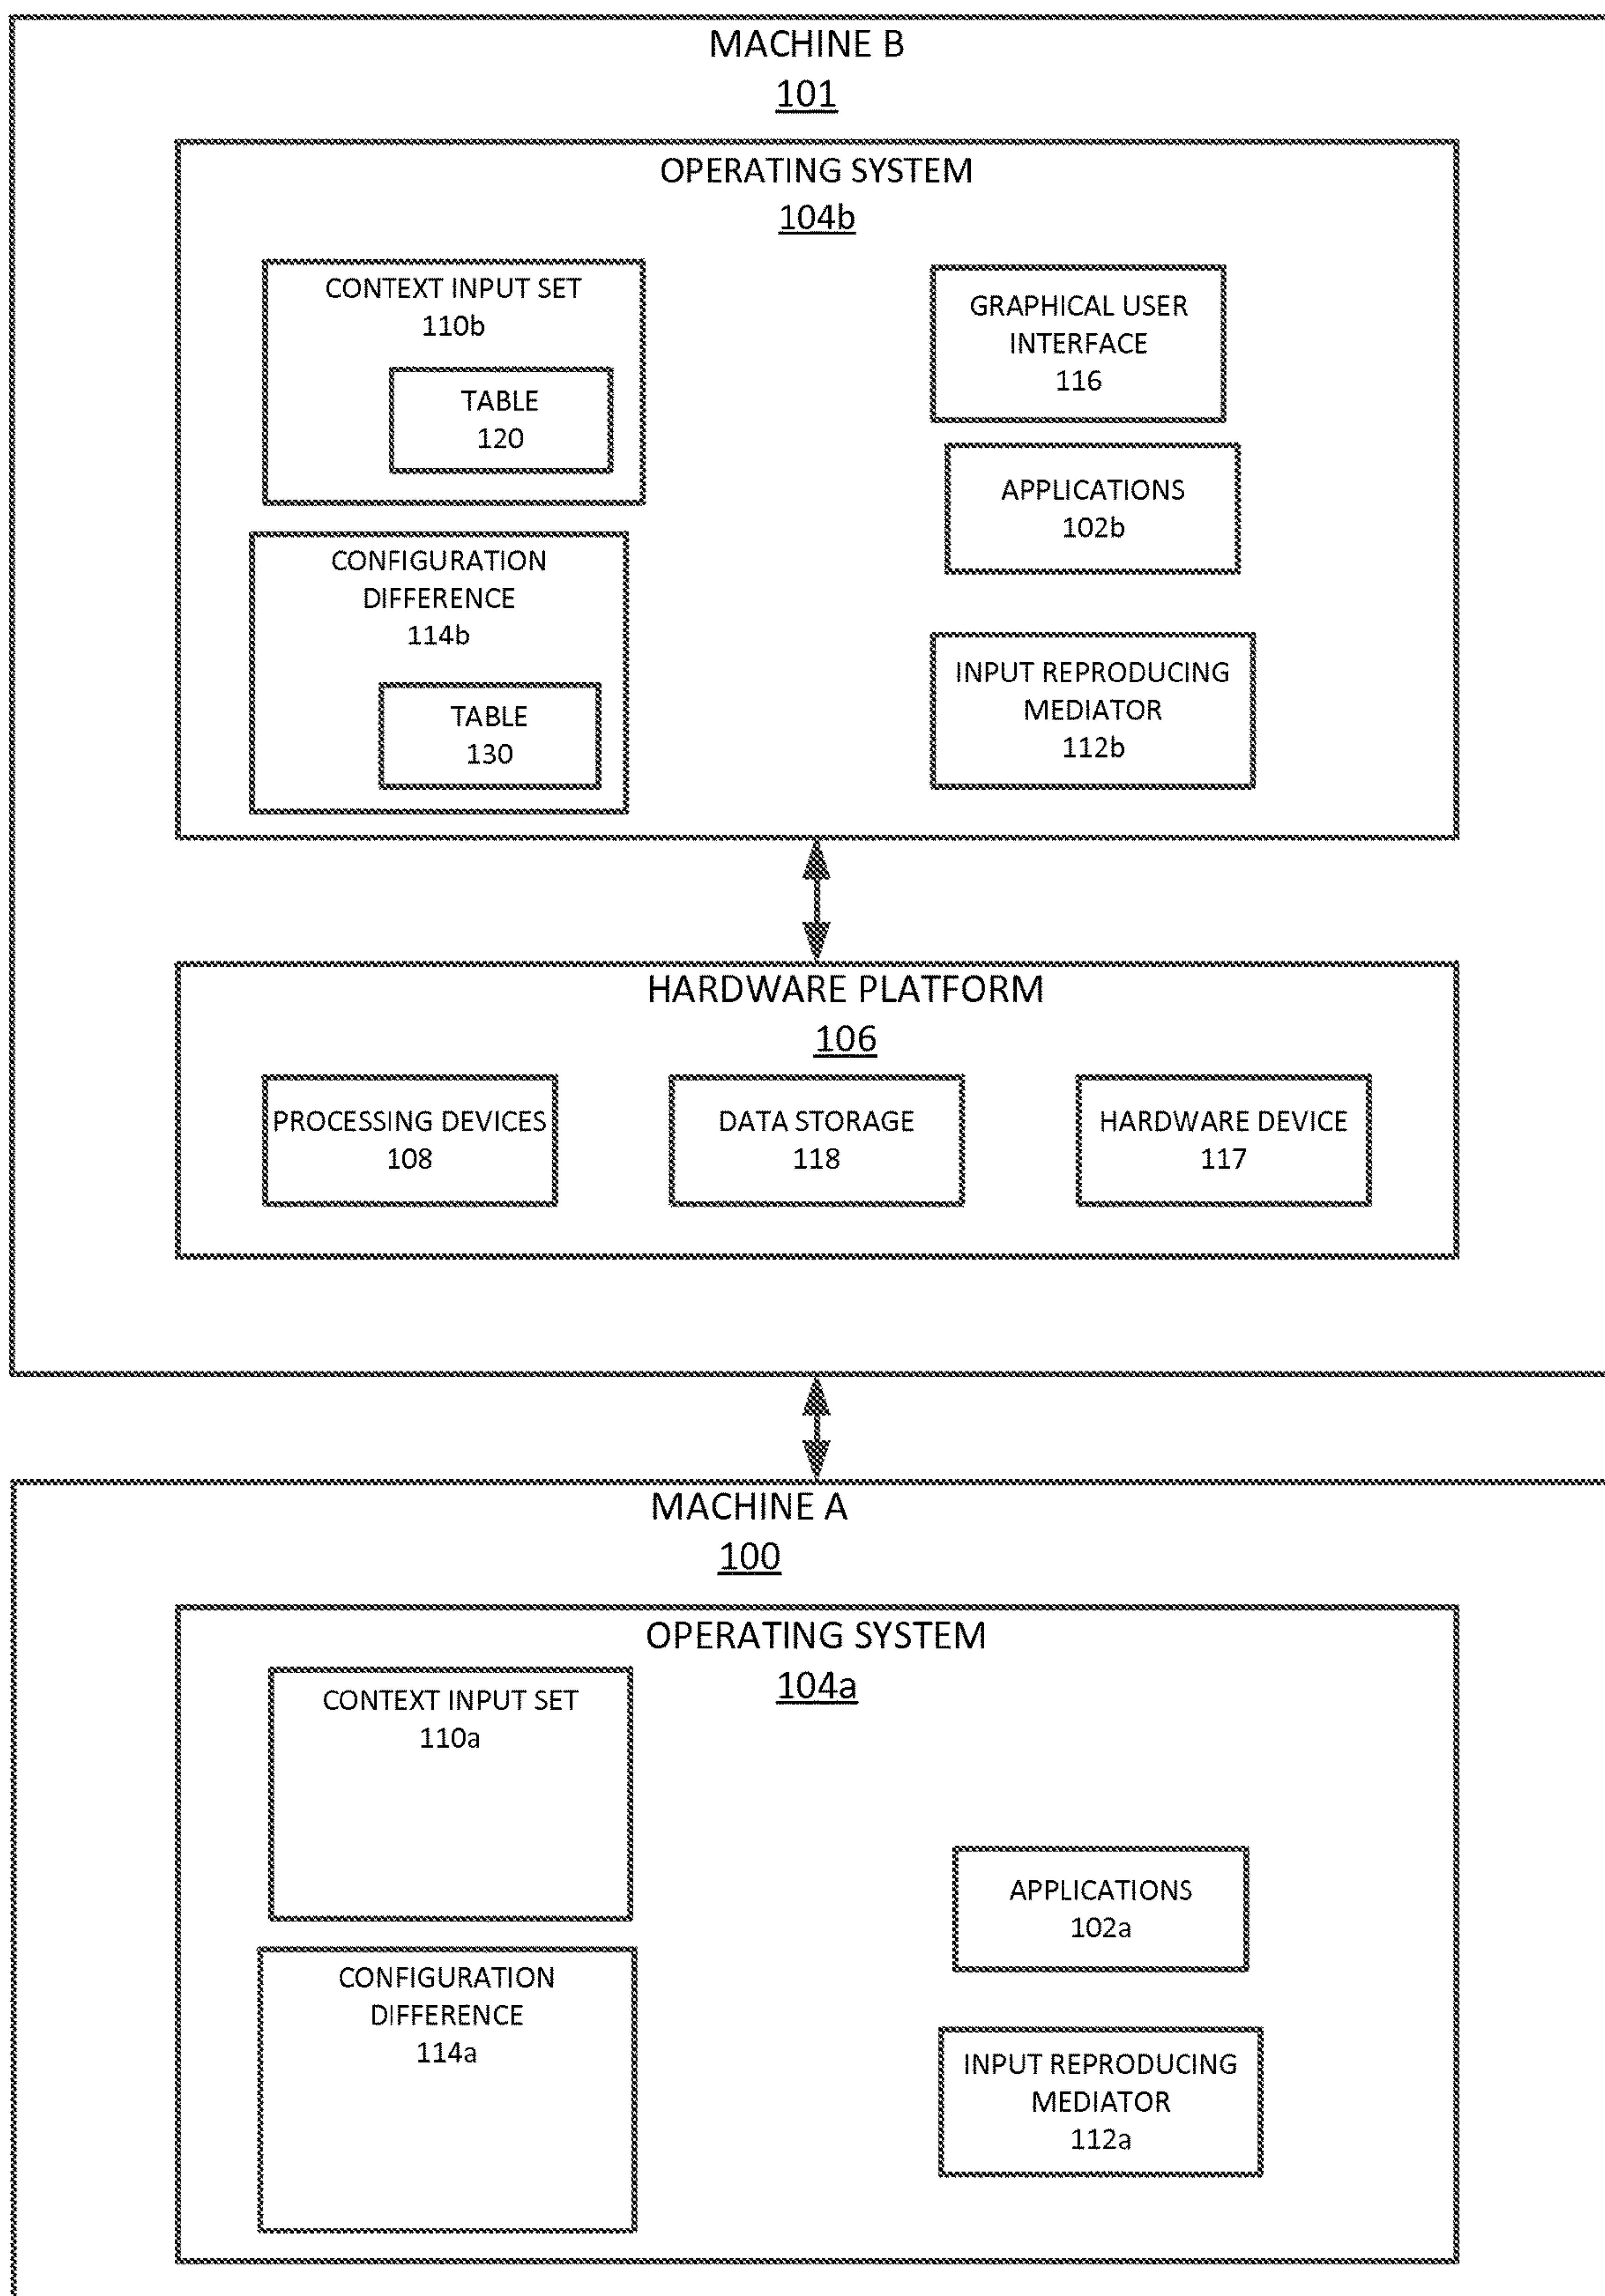 MACHINE B
101
OPERATING SYSTEM
104b
CONTEXT INPUT SET
110b
TABLE
120
GRAPHICAL USER
INTERFACE
116
APPLICATIONS
102b
CONFIGURATION
DIFFERENCE
114b
TABLE
130
INPUT REPRODUCING
MEDIATOR
112b
HARDWARE PLATFORM
106
PROCESSING DEVICES
108
DATA STORAGE
118
HARDWARE DEVICE
117
MACHINE A
100
OPERATING SYSTEM
104a
CONTEXT INPUT SET
110a
APPLICATIONS
102a
CONFIGURATION
DIFFERENCE
114a
INPUT REPRODUCING
MEDIATOR
112a